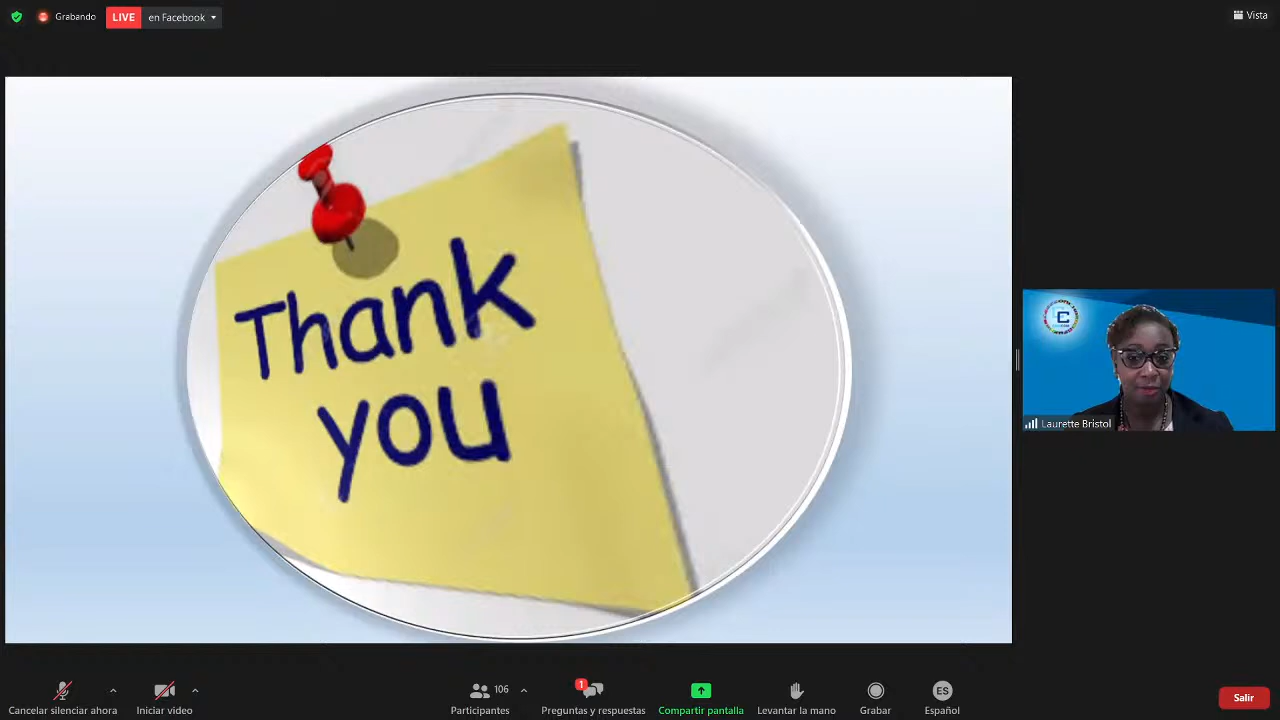 Grabando
LIVE
en Facebook
Vista
Thank
you
Laurette Bristol
Cancelar silenciar ahora
Iniciar video
106
Participantes
1
Preguntas y respuestas
Compartir pantalla
Levantar la mano
Grabar
ES
Español
Salir